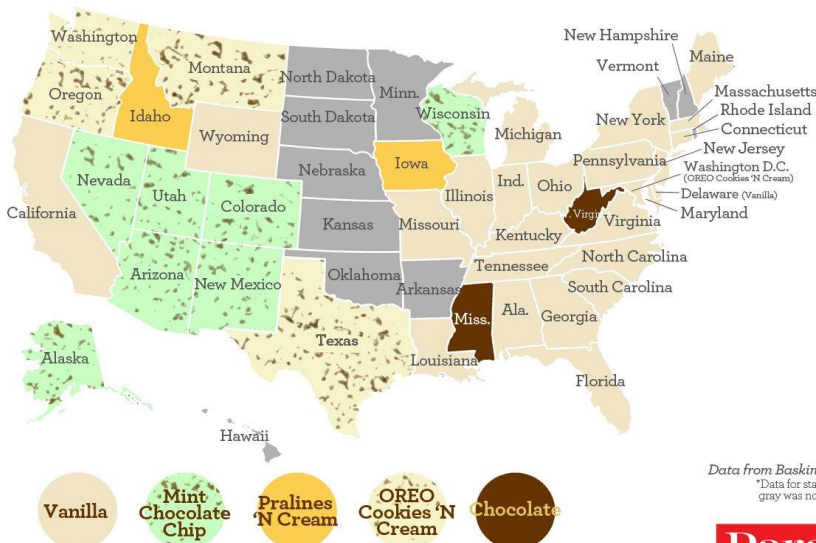 Washington
Montana
Oregon
Idaho
Wyoming
North Dakota
South Dakota
Nebraska
Kansas
Oklahoma
Minn.
Wisconsin
Iowa
Michigan
Illinois
Ind.
Ohio
Missouri
Kentucky
Tennessee
Arkansas
Miss.
Ala.
Georgia
Louisiana
Florida
Texas
New Mexico
Arizona
Colorado
Utah
Nevada
California
Alaska
Hawaii
New Hampshire
Vermont
Maine
Massachusetts
Rhode Island
Connecticut
New York
New Jersey
Pennsylvania
Washington D.C.
(OREO Cookies 'N Cream)
Delaware (Vanilla)
Maryland
Virginia
North Carolina
South Carolina
Vanilla
Mint
Chocolate
Chip
Pralines
'N Cream
OREO
Cookies 'N
Cream
Chocolate
Data from Baskin
*Data for sta
gray was no